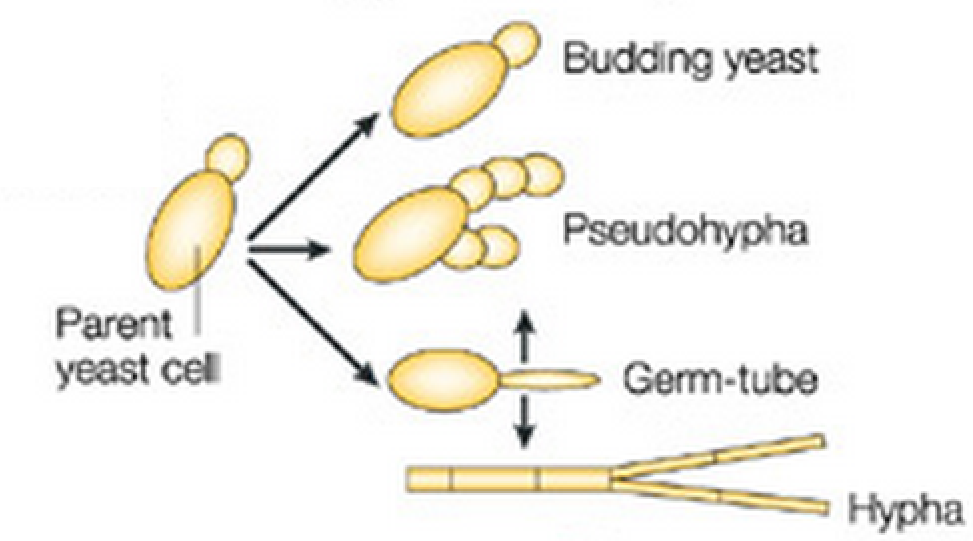 Budding yeast
Pseudohypha
Parent
yeast cell
Germ-tube
Hypha